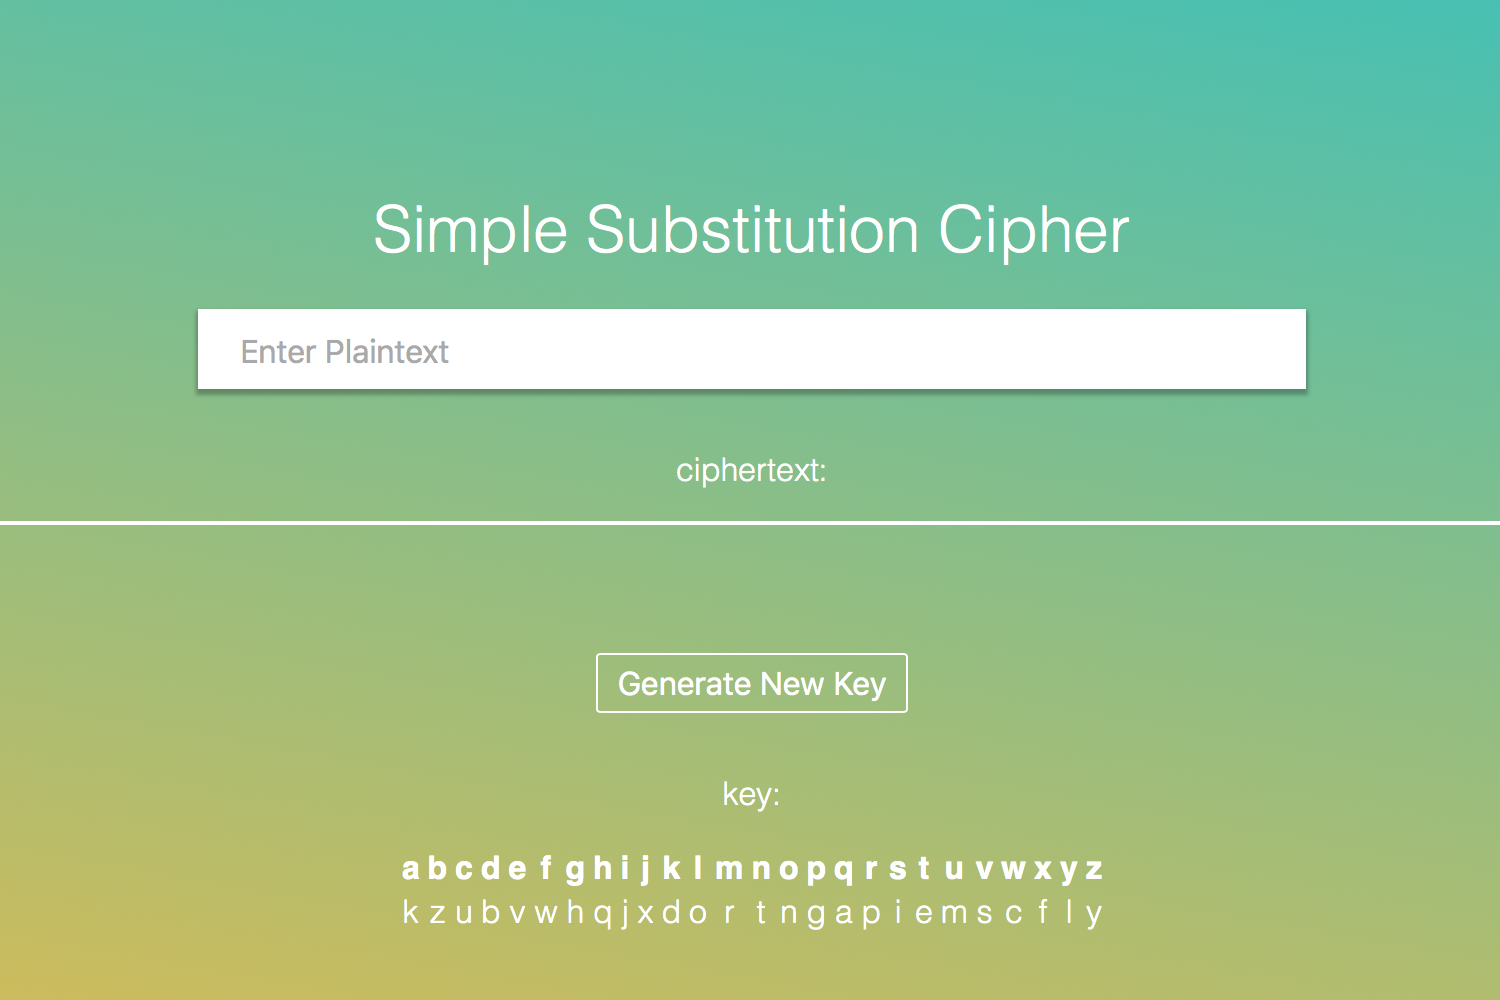 Simple Substitution Cipher
Enter Plaintext
ciphertext:
Generate New Key
key:
a b c d e f g h i j k l m n o p q r s t u v w x y z
k z u b v w h q j x d o r t n g a p i e m s c f l y